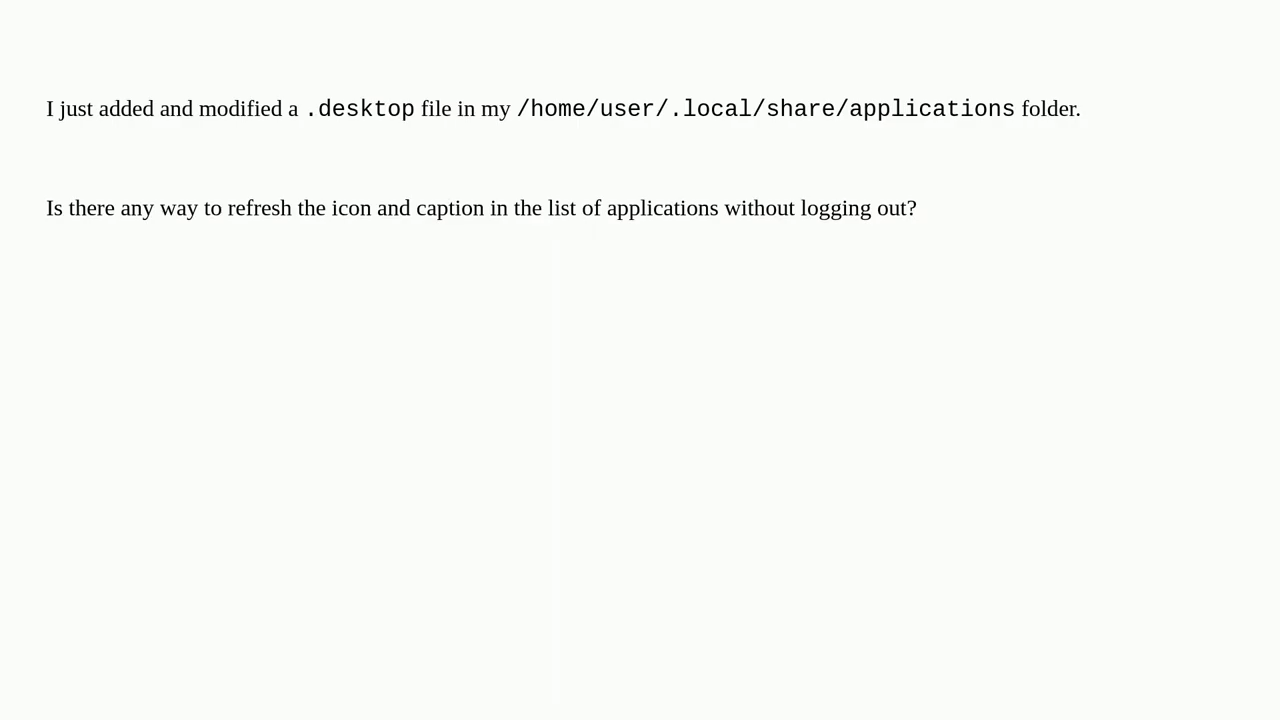 I just added and modified a .desktop file in my /home/user/.local/share/applications folder.
Is there any way to refresh the icon and caption in the list of applications without logging out?